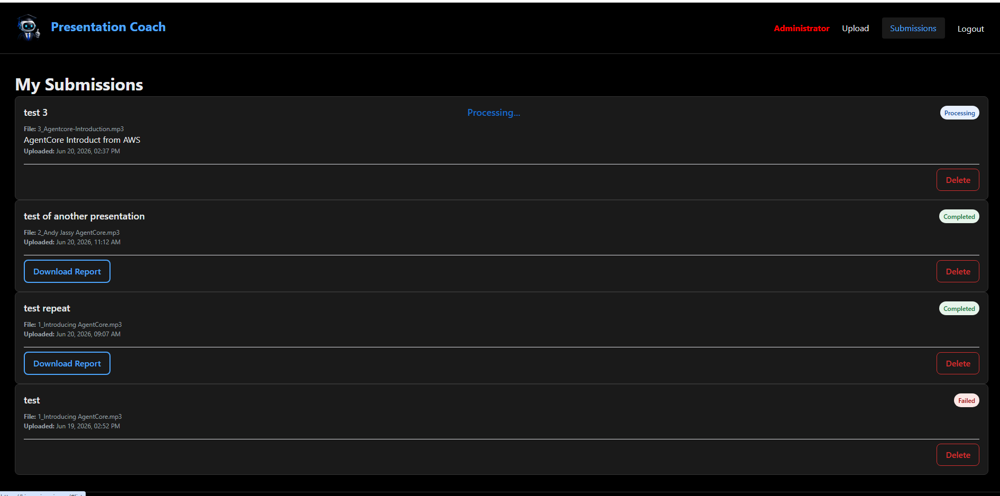 Presentation Coach
Administrator Upload Submissions Logout
My Submissions
test 3 Processing... Processing
File: 3_Agentcore-Introduction.mp3
AgentCore Introduct from AWS
Uploaded: Jun 20, 2026, 02:37 PM
Delete
test of another presentation Completed
File: 2_Andy Jassy AgentCore.mp3
Uploaded: Jun 20, 2026, 11:12 AM
Download Report Delete
test repeat Completed
File: 1_Introducing AgentCore.mp3
Uploaded: Jun 20, 2026, 09:07 AM
Download Report Delete
test Failed
File: 1_Introducing AgentCore.mp3
Uploaded: Jun 19, 2026, 02:52 PM
Delete